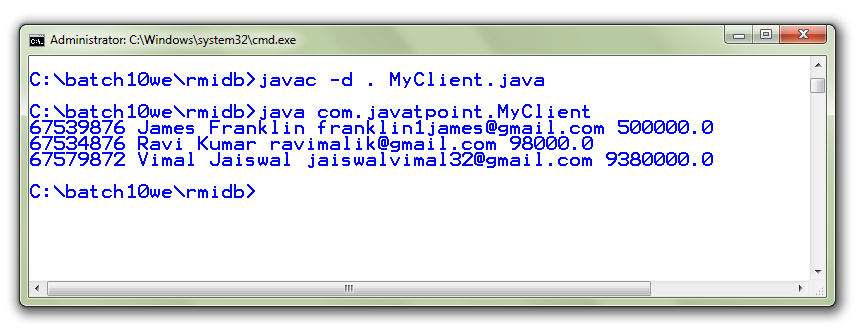 Administrator: C:\Windows\system32\cmd.exe
C:\batch10we\rmidb>javac -d . MyClient.java
C:\batch10we\rmidb>java com.javatpoint.MyClient
67539876 James Franklin franklin1james@gmail.com 500000.0
67534876 Ravi Kumar ravimalik@gmail.com 98000.0
67579872 Vimal Jaiswal jaiswalvimal32@gmail.com 9380000.0
C:\batch10we\rmidb>